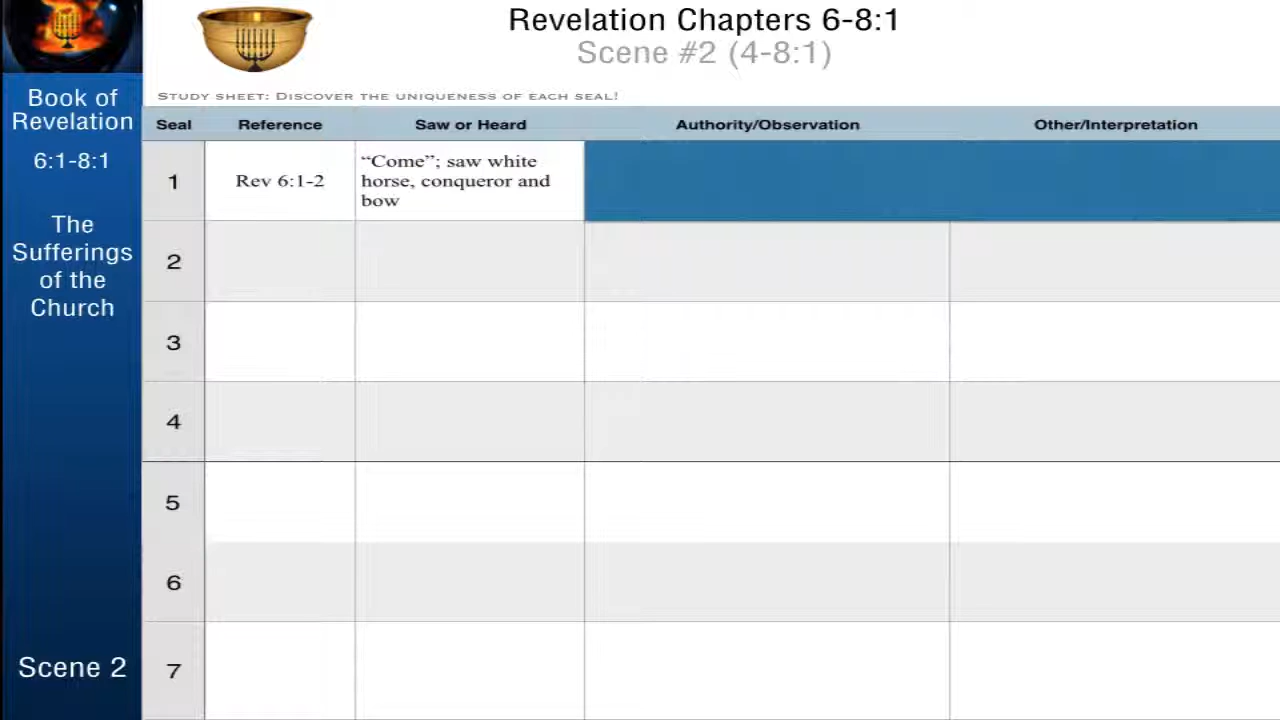 Revelation Chapters 6-8:1
Scene #2 (4-8:1)
Study sheet: Discover the uniqueness of each seal!
Book of
Revelation
6:1-8:1
The
Sufferings
of the
Church
Scene 2
Seal Reference Saw or Heard Authority/Observation Other/Interpretation
1 Rev 6:1-2 “Come”; saw white
horse, conqueror and
bow
2
3
4
5
6
7